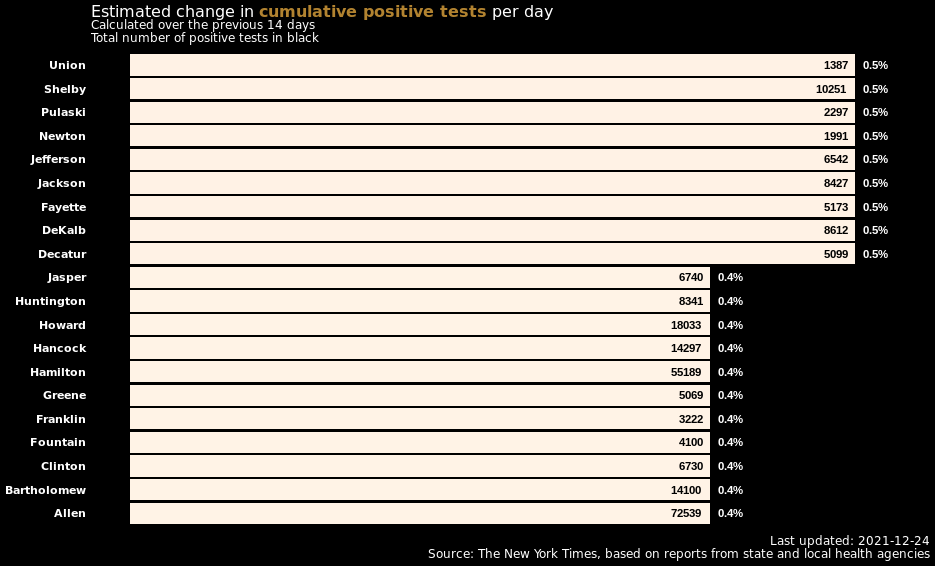 Estimated change in cumulative positive tests per day
Calculated over the previous 14 days
Total number of positive tests in black
Union 1387 0.5%
Shelby 10251 0.5%
Pulaski 2297 0.5%
Newton 1991 0.5%
Jefferson 6542 0.5%
Jackson 8427 0.5%
Fayette 5173 0.5%
DeKalb 8612 0.5%
Decatur 5099 0.5%
Jasper 6740 0.4%
Huntington 8341 0.4%
Howard 18033 0.4%
Hancock 14297 0.4%
Hamilton 55189 0.4%
Greene 5069 0.4%
Franklin 3222 0.4%
Fountain 4100 0.4%
Clinton 6730 0.4%
Bartholomew 14100 0.4%
Allen 72539 0.4%
Last updated: 2021-12-24
Source: The New York Times, based on reports from state and local health agencies